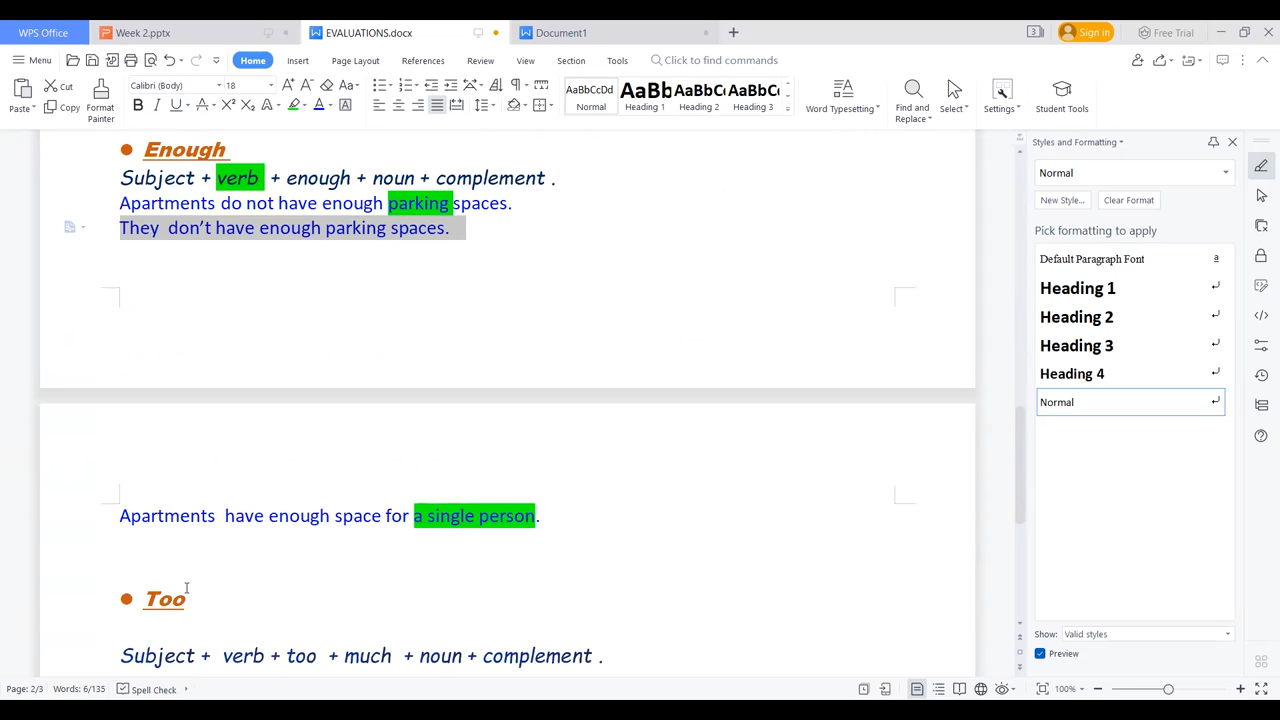 WPS Office
Week 2.pptx
EVALUATIONS.docx
Document1
Sign in
Free Trial
Menu
Home
Insert
Page Layout
References
Review
View
Section
Tools
Click to find commands
Paste
Cut
Copy
Format Painter
Calibri (Body)
18
AaBbCcDd
Normal
AaBb
Heading 1
AaBbC
Heading 2
AaBbC
Heading 3
Word Typesetting
Find and Replace
Select
Settings
Student Tools
Enough
Subject + verb + enough + noun + complement .
Apartments do not have enough parking spaces.
They don't have enough parking spaces.
Apartments have enough space for a single person.
Too
Subject + verb + too + much + noun + complement .
Styles and Formatting
Normal
New Style...
Clear Format
Pick formatting to apply
Default Paragraph Font
a
Heading 1
Heading 2
Heading 3
Heading 4
Normal
Show:
Valid styles
Preview
Page: 2/3
Words: 6/135
Spell Check
100%